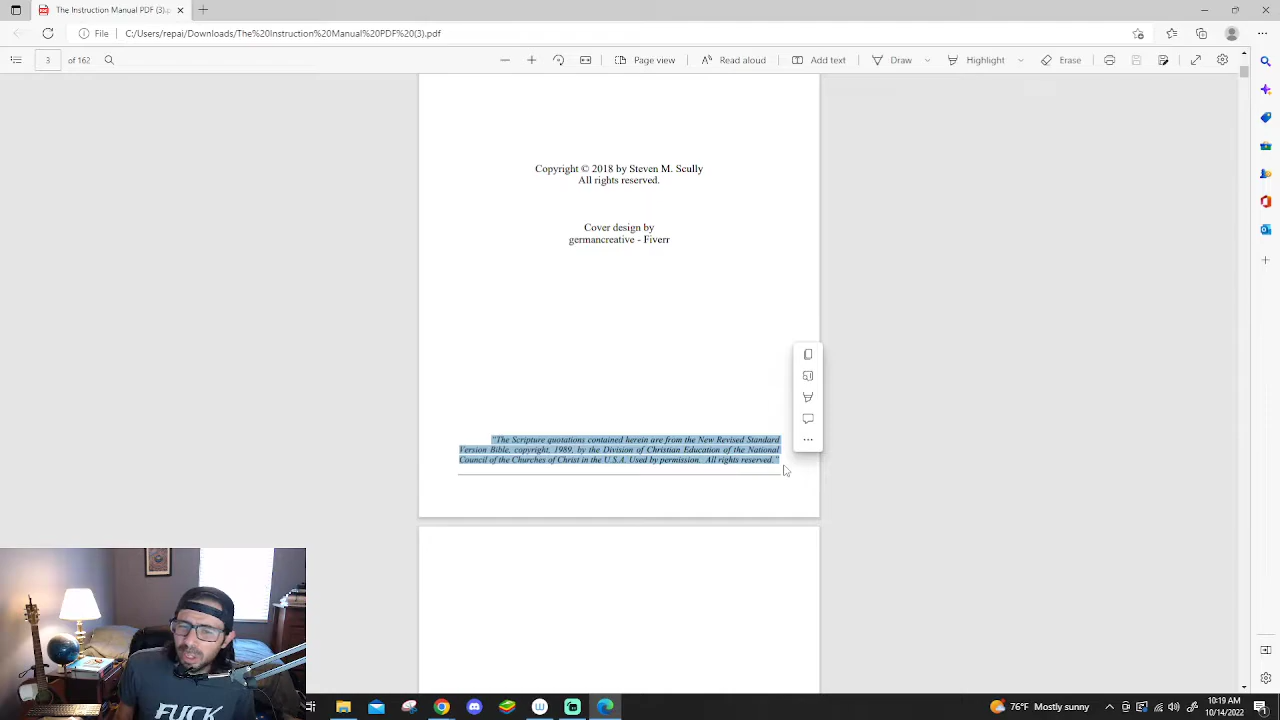 The Instruction Manual PDF (3).
File C:/Users/repai/Downloads/The%20Instruction%20Manual%20PDF%20(3).pdf
3 of 162 Page view Read aloud Add text Draw Highlight Erase
Copyright © 2018 by Steven M. Scully
All rights reserved.
Cover design by
germancreative - Fiverr
"The Scripture quotations contained herein are from the New Revised Standard
Version Bible, copyright, 1989, by the Division of Christian Education of the National
Council of the Churches of Christ in the U.S.A. Used by permission. All rights reserved."
FUCK
Mostly sunny
10:19 AM
10/14/2022